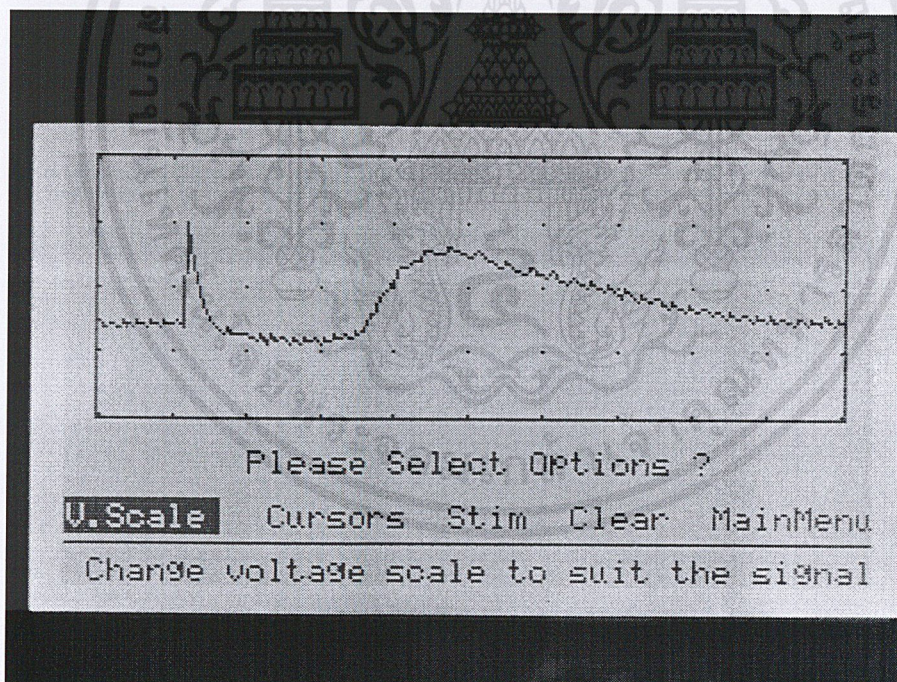 Please Select Options ?
V.Scale Cursors Stim Clear MainMenu
Change voltage scale to suit the signal